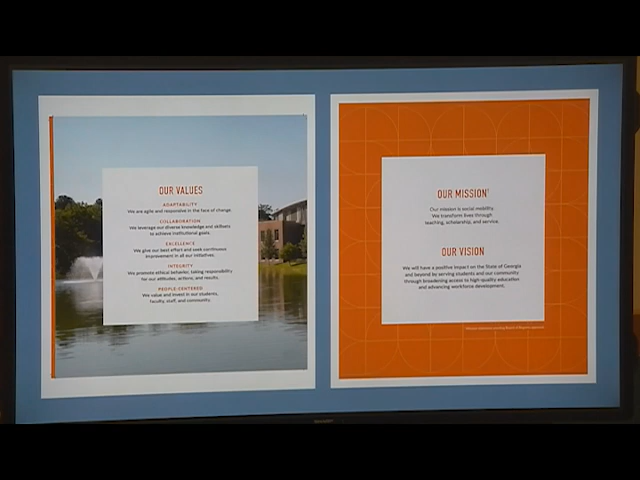 OUR VALUES
ADAPTABILITY
We are agile and responsive in the face of change.
COLLABORATION
We leverage our diverse knowledge and skillsets
to achieve institutional goals.
EXCELLENCE
We give our best effort and seek continuous
improvement in all our initiatives.
INTEGRITY
We promote ethical behavior, taking responsibility
for our attitudes, actions, and results.
PEOPLE-CENTERED
We value and invest in our students,
faculty, staff, and community.
OUR MISSION
Our mission is social mobility.
We transform lives through
teaching, scholarship, and service.
OUR VISION
We will have a positive impact on the State of Georgia
and beyond by serving students and our community
through broadening access to high-quality education
and advancing workforce development.